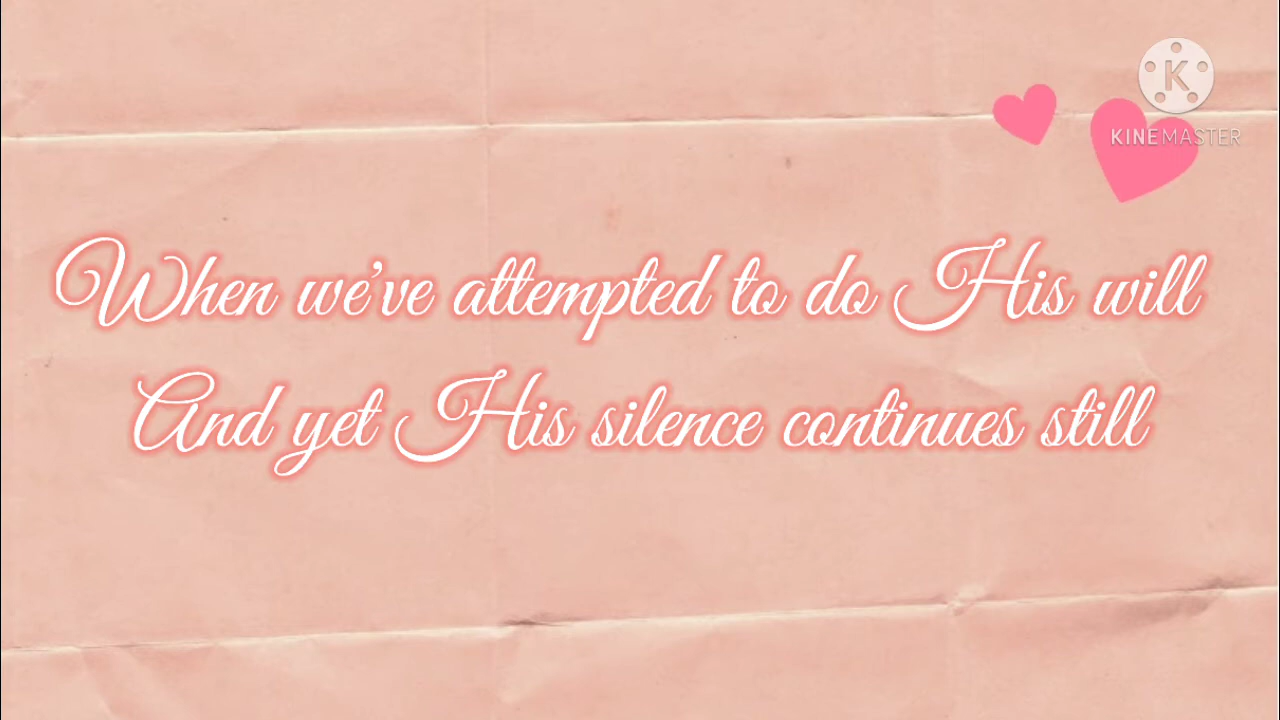 K
KINEMASTER
When we've attempted to do His will
And yet His silence continues still